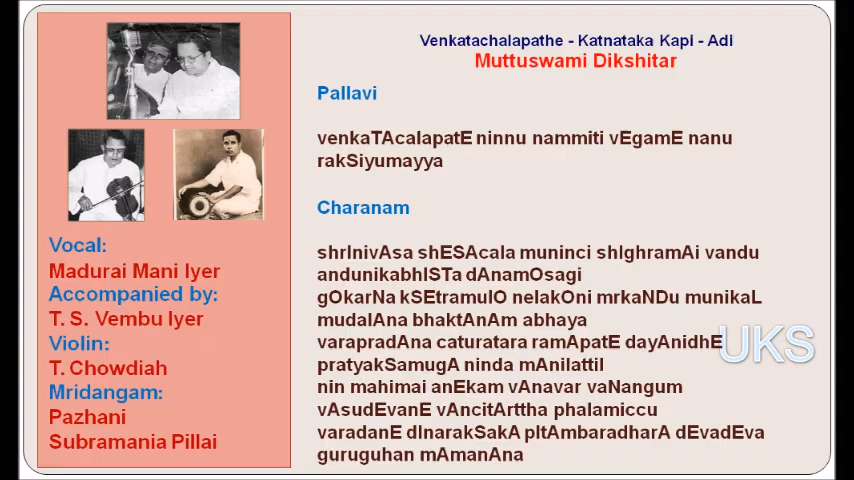 Vocal:
Madurai Mani Iyer
Accompanied by:
T. S. Vembu Iyer
Violin:
T. Chowdiah
Mridangam:
Pazhani
Subramania Pillai
Venkatachalapathe - Katnataka Kapi - Adi
Muttuswami Dikshitar
Pallavi
venkaTAcalapatE ninnu nammiti vEgamE nanu
rakSiyumayya
Charanam
shrInivAsa shESAcala muninci shIghramAi vandu
andunikabhISTa dAnamOsagi
gOkarNa kSEtramulO nelakOni mrkaNDu munikaL
mudalAna bhaktAnAm abhaya
varapradAna caturatara ramApatE dayAnidhE
pratyakSamugA ninda mAnilattil
nin mahimai anEkam vAnavar vaNangum
vAsudEvanE vAncitArttha phalamiccu
varadanE dInarakSakA pItAmbaradharA dEvadEva
guruguhan mAmanAna
UKS